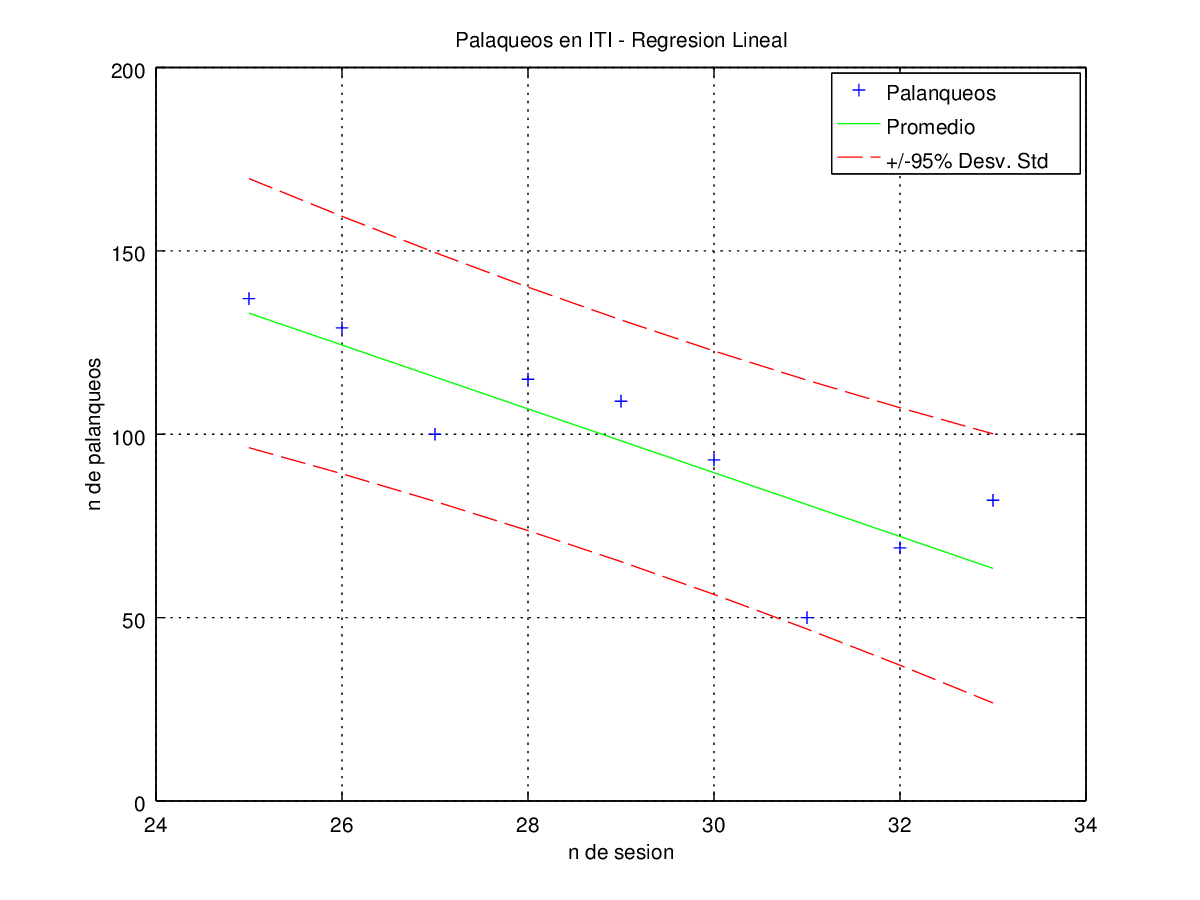 Palaqueos en ITI - Regresion Lineal
200
150
100
50
0
n de palanqueos
Palanqueos
Promedio
+/-95% Desv. Std
24
26
28
30
32
34
n de sesion